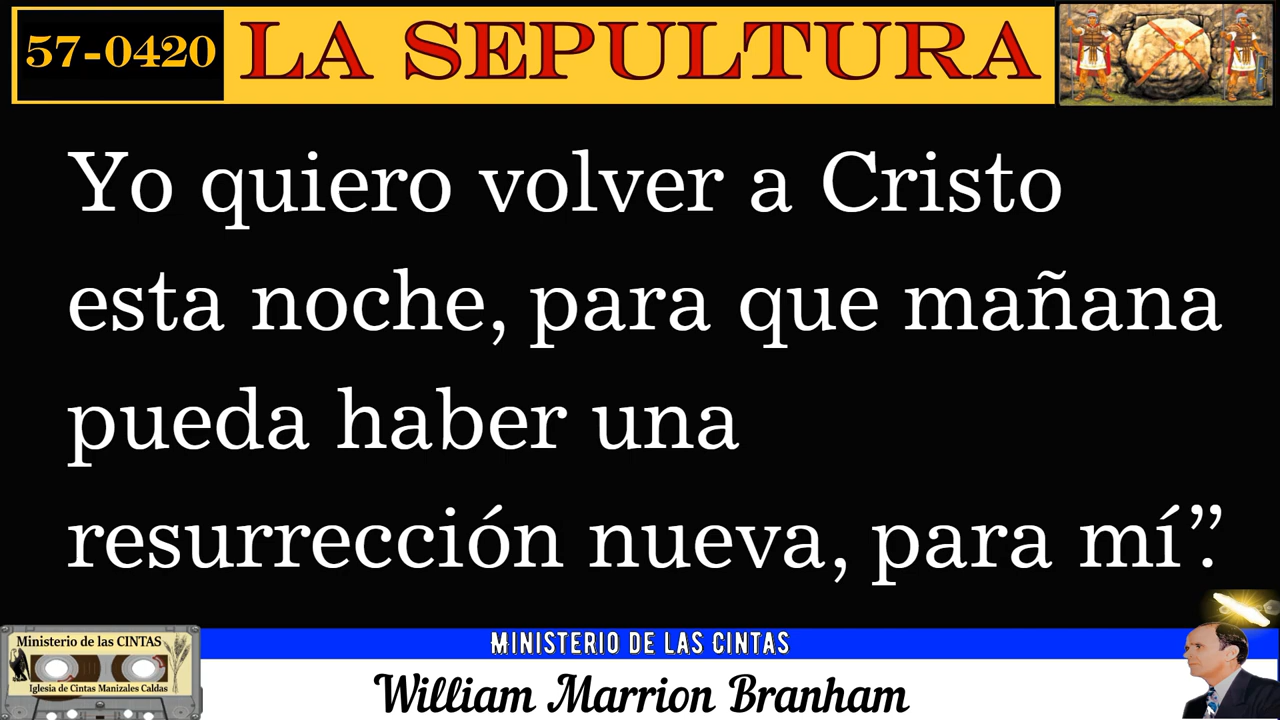 57-0420 LA SEPULTURA
Yo quiero volver a Cristo
esta noche, para que mañana
pueda haber una
resurrección nueva, para mí”.
Ministerio de las CINTAS
Iglesia de Cintas Manizales Caldas
MINISTERIO DE LAS CINTAS
William Marrion Branham